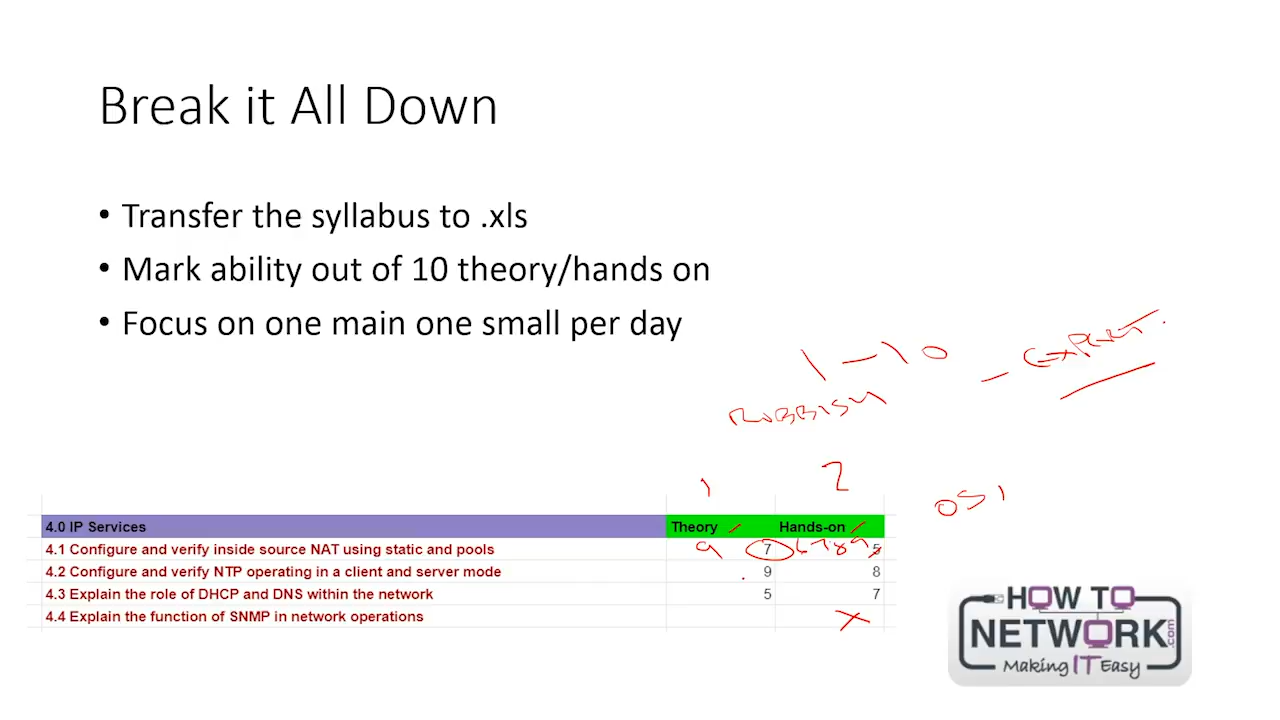 Break it All Down
• Transfer the syllabus to .xls
• Mark ability out of 10 theory/hands on
• Focus on one main one small per day
1 – 10 – EXPERT.
RUBBISH
1 2
OSI
4.0 IP Services Theory Hands-on
4.1 Configure and verify inside source NAT using static and pools 9 7 6 7 8 9 5
4.2 Configure and verify NTP operating in a client and server mode 9 8
4.3 Explain the role of DHCP and DNS within the network 5 7
4.4 Explain the function of SNMP in network operations X
HOW TO
NETWORK.com
Making IT Easy